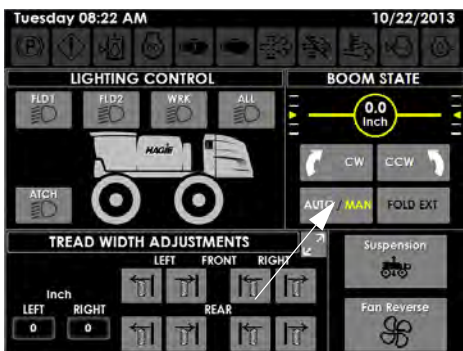 Tuesday 08:22 AM 10/22/2013
LIGHTING CONTROL
FLD1 FLD2 WRK ALL
HAGIE
ATCH
BOOM STATE
0.0
Inch
CW CCW
AUTO / MAN FOLD EXT
TREAD WIDTH ADJUSTMENTS
LEFT FRONT RIGHT
Inch
LEFT RIGHT
0 0
REAR
Suspension
Fan Reverse